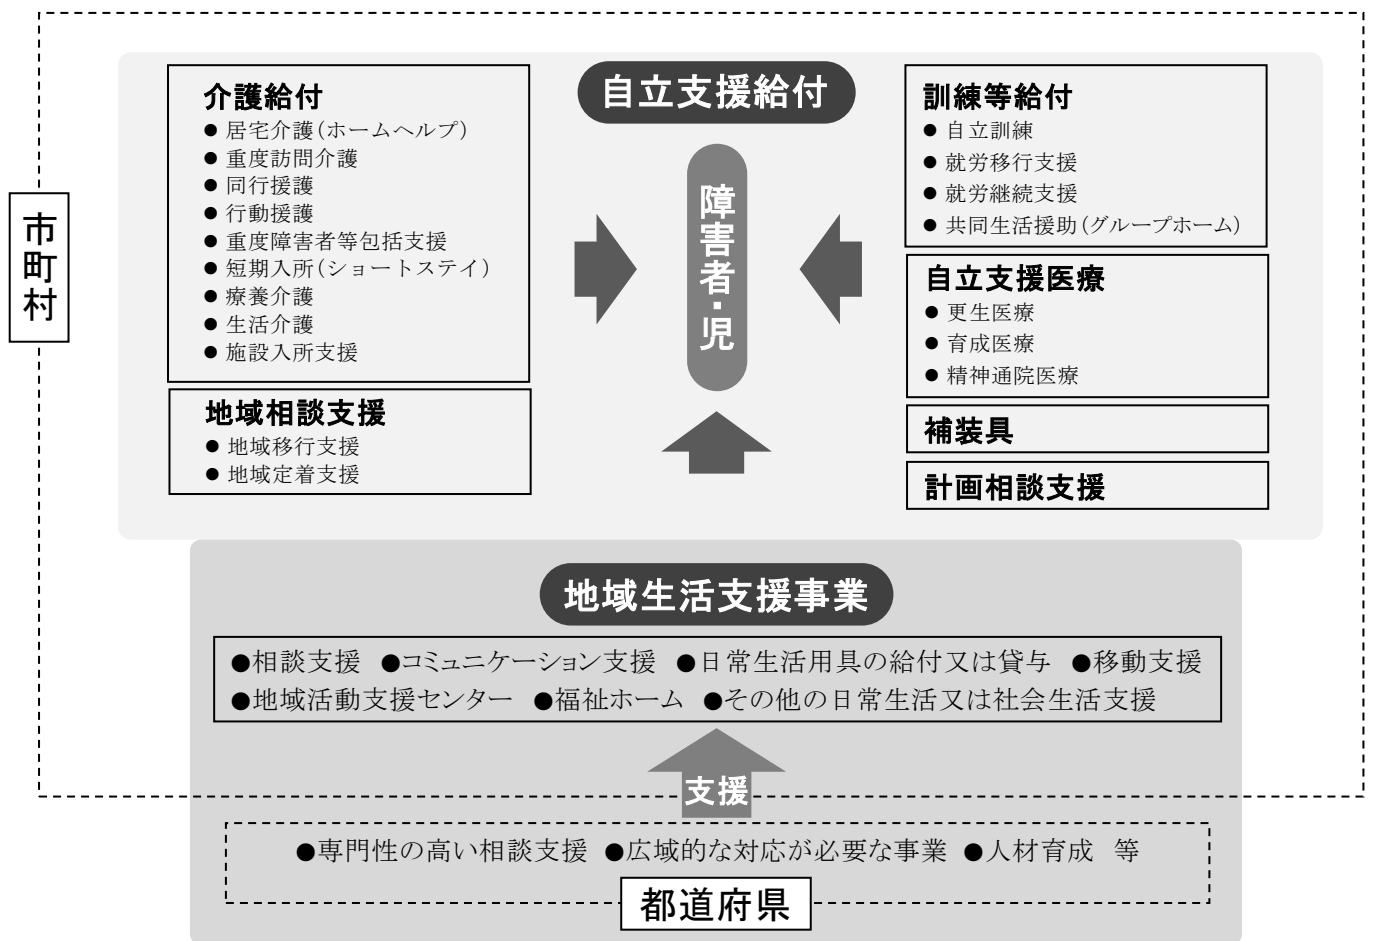 市町村
自立支援給付
介護給付
● 居宅介護(ホームヘルプ)
● 重度訪問介護
● 同行援護
● 行動援護
● 重度障害者等包括支援
● 短期入所(ショートステイ)
● 療養介護
● 生活介護
● 施設入所支援
地域相談支援
● 地域移行支援
● 地域定着支援
障害者・児
訓練等給付
● 自立訓練
● 就労移行支援
● 就労継続支援
● 共同生活援助(グループホーム)
自立支援医療
● 更生医療
● 育成医療
● 精神通院医療
補装具
計画相談支援
地域生活支援事業
●相談支援 ●コミュニケーション支援 ●日常生活用具の給付又は貸与 ●移動支援
●地域活動支援センター ●福祉ホーム ●その他の日常生活又は社会生活支援
支援
●専門性の高い相談支援 ●広域的な対応が必要な事業 ●人材育成 等
都道府県